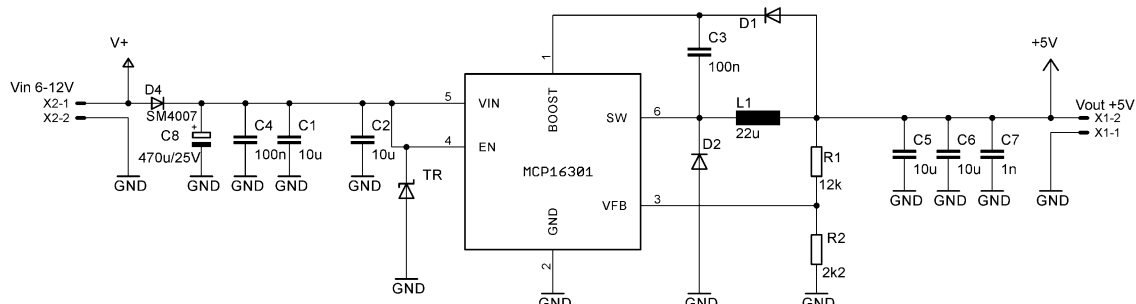 V+
+5V
D1
C3
100n
1
Vin 6-12V
X2-1
X2-2
D4
SM4007
C8
+
470u/25V
C4
100n
C1
10u
C2
10u
5
4
VIN
EN
BOOST
SW
6
L1
22u
D2
MCP16301
TR
VFB
3
GND
2
R1
12k
R2
2k2
C5
10u
C6
10u
C7
1n
Vout +5V
X1-2
X1-1
GND
GND
GND
GND
GND
GND
GND
GND
GND
GND
GND
GND
GND